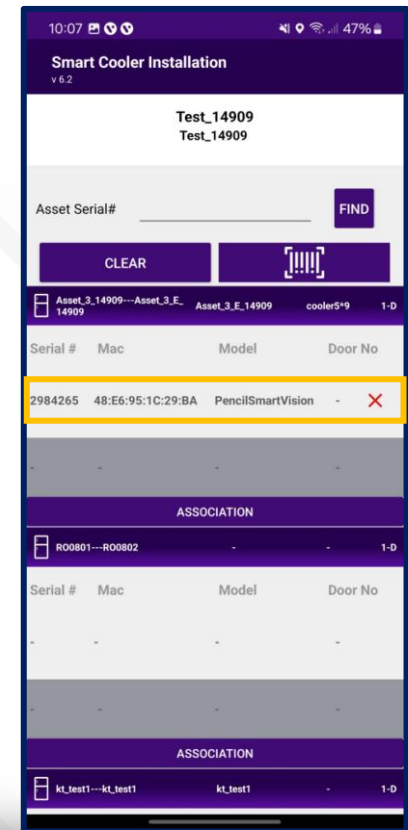 10:07 47%
Smart Cooler Installation
v 6.2
Test_14909
Test_14909
Asset Serial# FIND
CLEAR
Asset_3_14909---Asset_3_E_
14909 Asset_3_E_14909 cooler5*9 1-D
Serial # Mac Model Door No
2984265 48:E6:95:1C:29:BA PencilSmartVision - X
- - - -
ASSOCIATION
RO0801---RO0802 - - 1-D
Serial # Mac Model Door No
- - - -
- - - -
ASSOCIATION
kt_test1---kt_test1 kt_test1 - 1-D